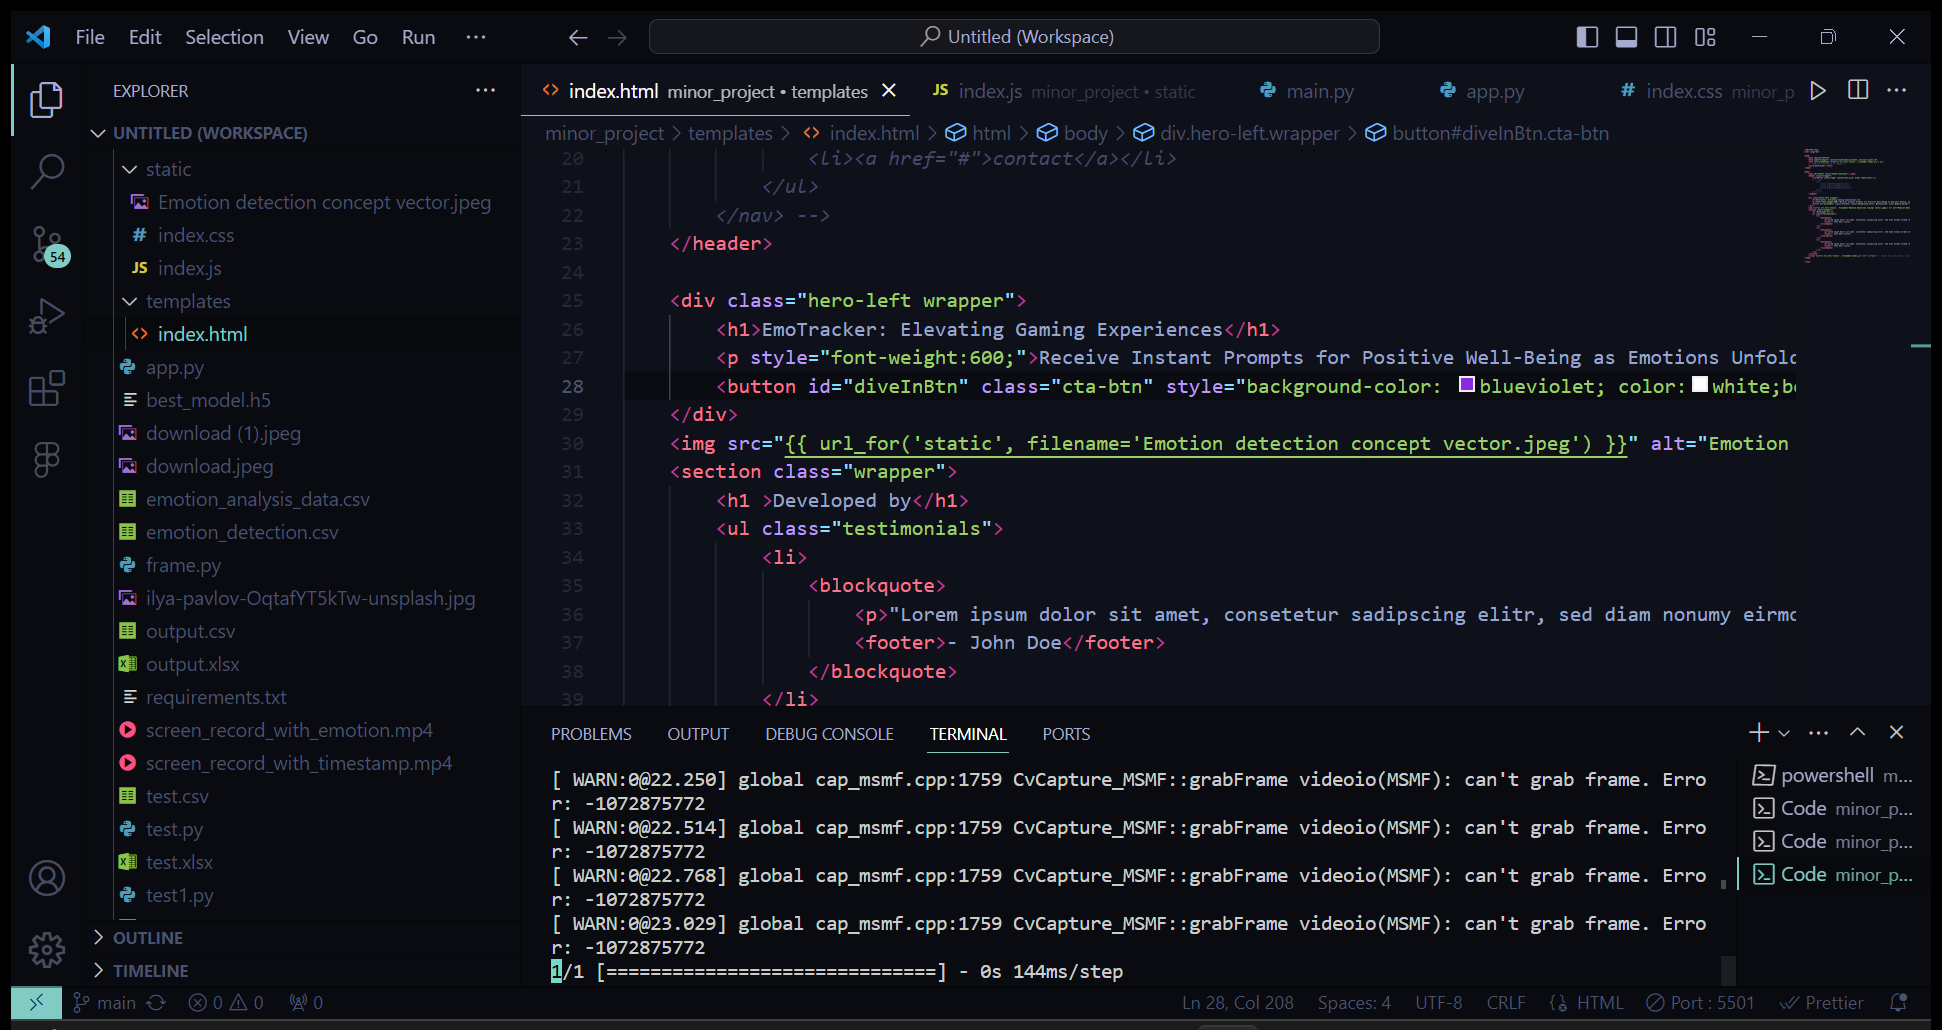 File Edit Selection View Go Run ···
Untitled (Workspace)
EXPLORER
UNTITLED (WORKSPACE)
static
Emotion detection concept vector.jpeg
# index.css
JS index.js
templates
<> index.html
app.py
best_model.h5
download (1).jpeg
download.jpeg
emotion_analysis_data.csv
emotion_detection.csv
frame.py
ilya-pavlov-OqtafYT5kTw-unsplash.jpg
output.csv
output.xlsx
requirements.txt
screen_record_with_emotion.mp4
screen_record_with_timestamp.mp4
test.csv
test.py
test.xlsx
test1.py
OUTLINE
TIMELINE
54
<> index.html minor_project • templates
JS index.js minor_project • static
main.py
app.py
# index.css minor_p
minor_project > templates > <> index.html > html > body > div.hero-left.wrapper > button#diveInBtn.cta-btn
20 <li><a href="#">contact</a></li>
21 </ul>
22 </nav> -->
23 </header>
24
25 <div class="hero-left wrapper">
26 <h1>EmoTracker: Elevating Gaming Experiences</h1>
27 <p style="font-weight:600;">Receive Instant Prompts for Positive Well-Being as Emotions Unfol
28 <button id="diveInBtn" class="cta-btn" style="background-color: blueviolet; color: white;b
29 </div>
30 <img src="{{ url_for('static', filename='Emotion detection concept vector.jpeg') }}" alt="Emotion
31 <section class="wrapper">
32 <h1 >Developed by</h1>
33 <ul class="testimonials">
34 <li>
35 <blockquote>
36 <p>"Lorem ipsum dolor sit amet, consetetur sadipscing elitr, sed diam nonumy eirmo
37 <footer>- John Doe</footer>
38 </blockquote>
39 </li>
PROBLEMS OUTPUT DEBUG CONSOLE TERMINAL PORTS
[ WARN:0@22.250] global cap_msmf.cpp:1759 CvCapture_MSMF::grabFrame videoio(MSMF): can't grab frame. Erro
r: -1072875772
[ WARN:0@22.514] global cap_msmf.cpp:1759 CvCapture_MSMF::grabFrame videoio(MSMF): can't grab frame. Erro
r: -1072875772
[ WARN:0@22.768] global cap_msmf.cpp:1759 CvCapture_MSMF::grabFrame videoio(MSMF): can't grab frame. Erro
r: -1072875772
[ WARN:0@23.029] global cap_msmf.cpp:1759 CvCapture_MSMF::grabFrame videoio(MSMF): can't grab frame. Erro
r: -1072875772
1/1 [==============================] - 0s 144ms/step
powershell m...
Code minor_p...
Code minor_p...
Code minor_p...
main 0 0 0
Ln 28, Col 208 Spaces: 4 UTF-8 CRLF HTML Port : 5501 Prettier